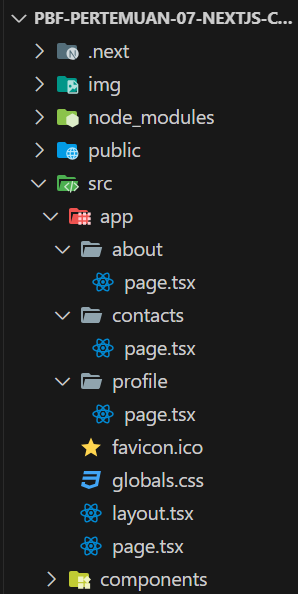 PBF-PERTEMUAN-07-NEXTJS-C...
.next
img
node_modules
public
src
app
about
page.tsx
contacts
page.tsx
profile
page.tsx
favicon.ico
globals.css
layout.tsx
page.tsx
components